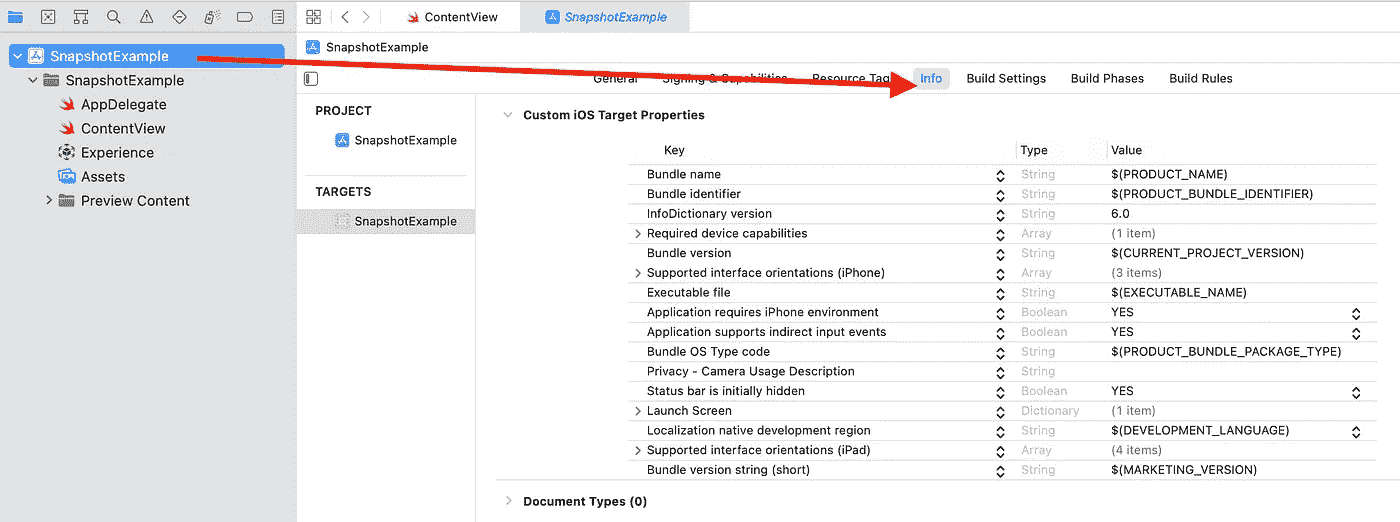 ContentView
SnapshotExample
SnapshotExample
SnapshotExample
SnapshotExample
AppDelegate
ContentView
Experience
Assets
Preview Content
General Signing & Capabilities Resource Tag Info Build Settings Build Phases Build Rules
PROJECT
SnapshotExample
TARGETS
SnapshotExample
Custom iOS Target Properties
Key Type Value
Bundle name String $(PRODUCT_NAME)
Bundle identifier String $(PRODUCT_BUNDLE_IDENTIFIER)
InfoDictionary version String 6.0
Required device capabilities Array (1 item)
Bundle version String $(CURRENT_PROJECT_VERSION)
Supported interface orientations (iPhone) Array (3 items)
Executable file String $(EXECUTABLE_NAME)
Application requires iPhone environment Boolean YES
Application supports indirect input events Boolean YES
Bundle OS Type code String $(PRODUCT_BUNDLE_PACKAGE_TYPE)
Privacy - Camera Usage Description String
Status bar is initially hidden Boolean YES
Launch Screen Dictionary (1 item)
Localization native development region String $(DEVELOPMENT_LANGUAGE)
Supported interface orientations (iPad) Array (4 items)
Bundle version string (short) String $(MARKETING_VERSION)
Document Types (0)